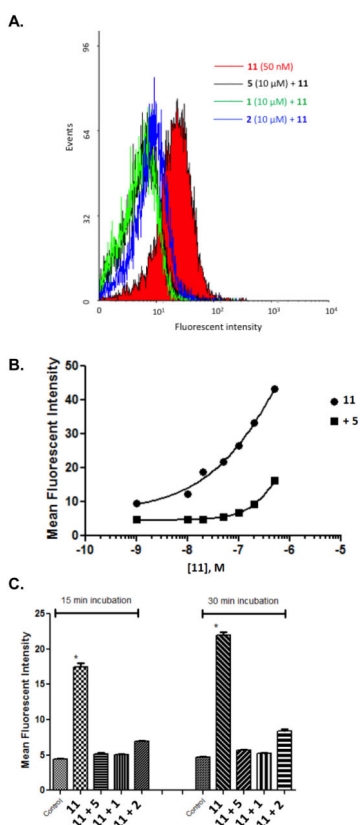 A.
96
64
32
0
Events
11 (50 nM)
5 (10 µM) + 11
1 (10 µM) + 11
2 (10 µM) + 11
0 10¹ 10² 10³ 10⁴
Fluorescent intensity
B.
Mean Fluorescent Intensity
50
40
30
20
10
0
11
+ 5
-10 -9 -8 -7 -6 -5
[11], M
C.
15 min incubation 30 min incubation
Mean Fluorescent Intensity
25
20
15
10
5
0
* *
Control 11 11 + 5 11 + 1 11 + 2 Control 11 11 + 5 11 + 1 11 + 2